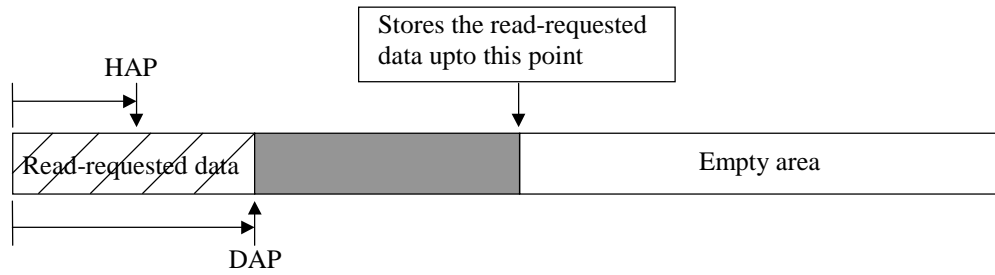 Stores the read-requested
data upto this point
HAP
Read-requested data
Empty area
DAP